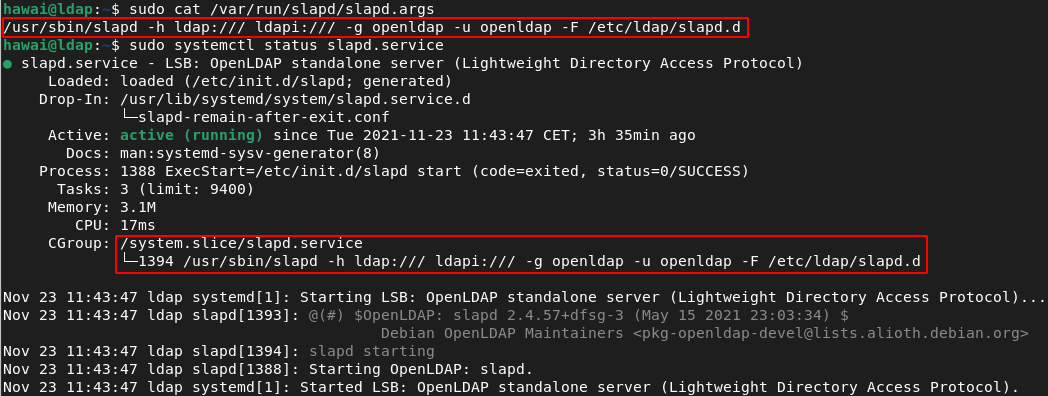 hawai@ldap:~$ sudo cat /var/run/slapd/slapd.args
/usr/sbin/slapd -h ldap:/// ldapi:/// -g openldap -u openldap -F /etc/ldap/slapd.d
hawai@ldap:~$ sudo systemctl status slapd.service
● slapd.service - LSB: OpenLDAP standalone server (Lightweight Directory Access Protocol)
     Loaded: loaded (/etc/init.d/slapd; generated)
    Drop-In: /usr/lib/systemd/system/slapd.service.d
             └─slapd-remain-after-exit.conf
     Active: active (running) since Tue 2021-11-23 11:43:47 CET; 3h 35min ago
       Docs: man:systemd-sysv-generator(8)
    Process: 1388 ExecStart=/etc/init.d/slapd start (code=exited, status=0/SUCCESS)
      Tasks: 3 (limit: 9400)
     Memory: 3.1M
        CPU: 17ms
     CGroup: /system.slice/slapd.service
             └─1394 /usr/sbin/slapd -h ldap:/// ldapi:/// -g openldap -u openldap -F /etc/ldap/slapd.d
Nov 23 11:43:47 ldap systemd[1]: Starting LSB: OpenLDAP standalone server (Lightweight Directory Access Protocol)...
Nov 23 11:43:47 ldap slapd[1393]: @(#) $OpenLDAP: slapd 2.4.57+dfsg-3 (May 15 2021 23:03:34) $
                                          Debian OpenLDAP Maintainers <pkg-openldap-devel@lists.alioth.debian.org>
Nov 23 11:43:47 ldap slapd[1394]: slapd starting
Nov 23 11:43:47 ldap slapd[1388]: Starting OpenLDAP: slapd.
Nov 23 11:43:47 ldap systemd[1]: Started LSB: OpenLDAP standalone server (Lightweight Directory Access Protocol).